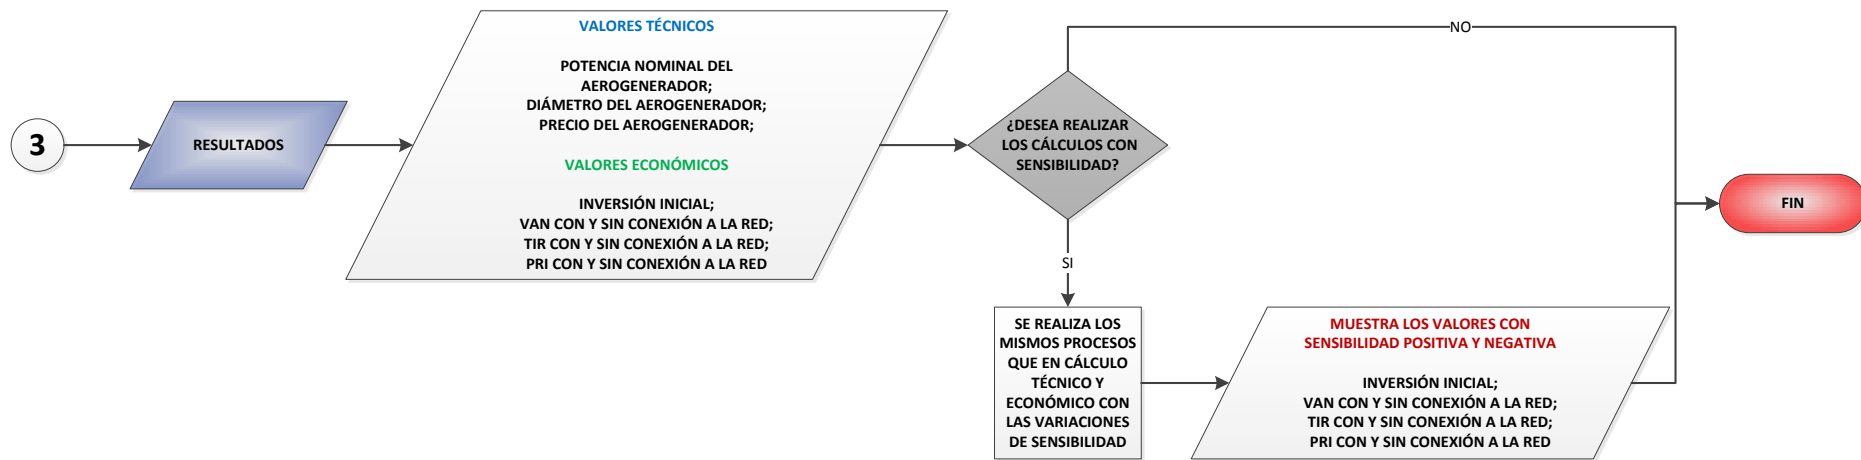 3
RESULTADOS
VALORES TÉCNICOS
POTENCIA NOMINAL DEL
AEROGENERADOR;
DIÁMETRO DEL AEROGENERADOR;
PRECIO DEL AEROGENERADOR;
VALORES ECONÓMICOS
INVERSIÓN INICIAL;
VAN CON Y SIN CONEXIÓN A LA RED;
TIR CON Y SIN CONEXIÓN A LA RED;
PRI CON Y SIN CONEXIÓN A LA RED
¿DESEA REALIZAR
LOS CÁLCULOS CON
SENSIBILIDAD?
NO
SI
SE REALIZA LOS
MISMOS PROCESOS
QUE EN CÁLCULO
TÉCNICO Y
ECONÓMICO CON
LAS VARIACIONES
DE SENSIBILIDAD
MUESTRA LOS VALORES CON
SENSIBILIDAD POSITIVA Y NEGATIVA
INVERSIÓN INICIAL;
VAN CON Y SIN CONEXIÓN A LA RED;
TIR CON Y SIN CONEXIÓN A LA RED;
PRI CON Y SIN CONEXIÓN A LA RED
FIN